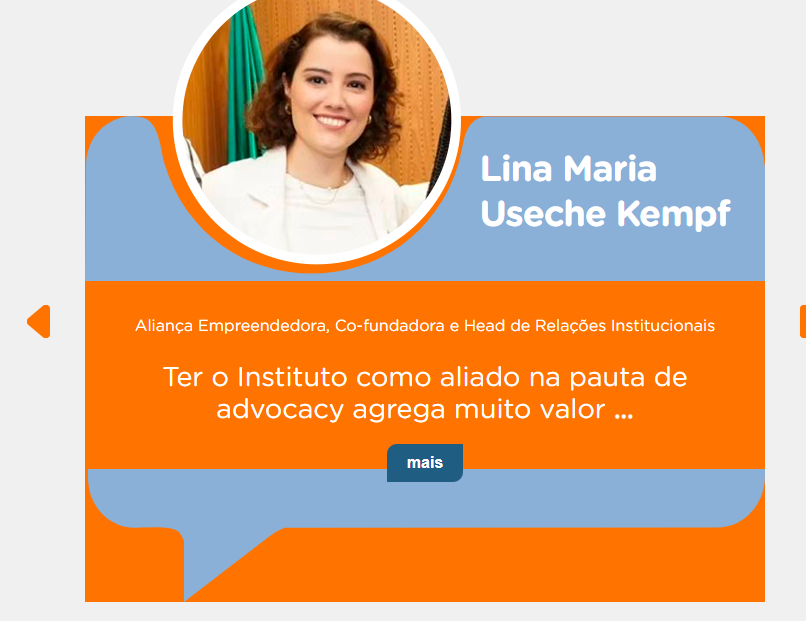 Lina Maria
Useche Kempf
Aliança Empreendedora, Co-fundadora e Head de Relações Institucionais
Ter o Instituto como aliado na pauta de
advocacy agrega muito valor ...
mais